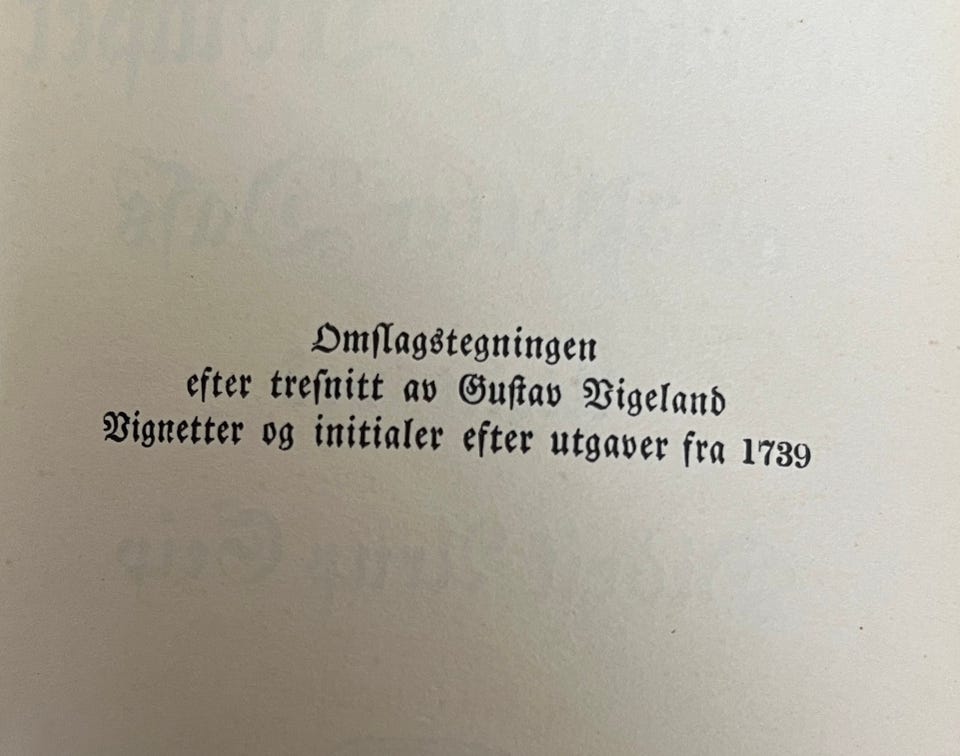 Omslagstegningen
efter tresnitt av Gustav Vigeland
Vignetter og initialer efter utgaver fra 1739